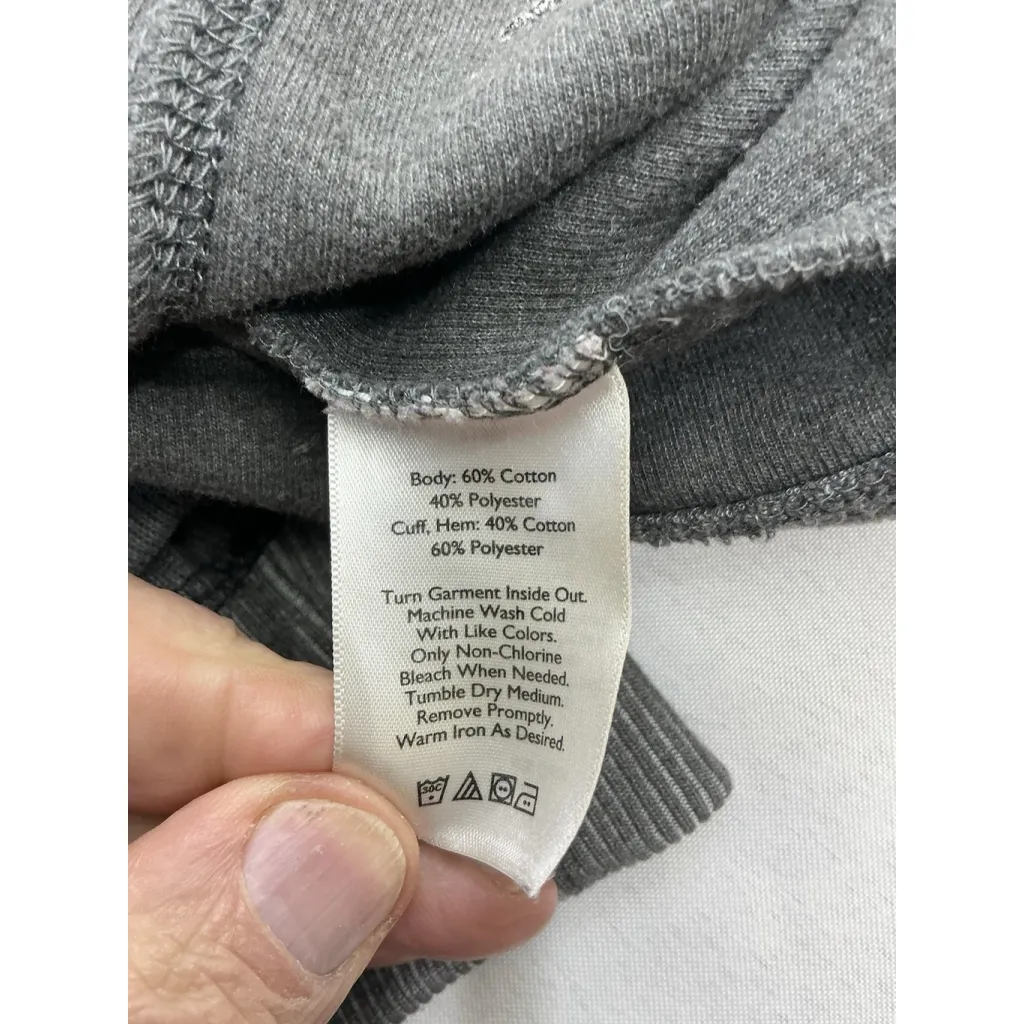 Body: 60% Cotton
40% Polyester
Cuff, Hem: 40% Cotton
60% Polyester
Turn Garment Inside Out.
Machine Wash Cold
With Like Colors.
Only Non-Chlorine
Bleach When Needed.
Tumble Dry Medium.
Remove Promptly.
Warm Iron As Desired.
30C